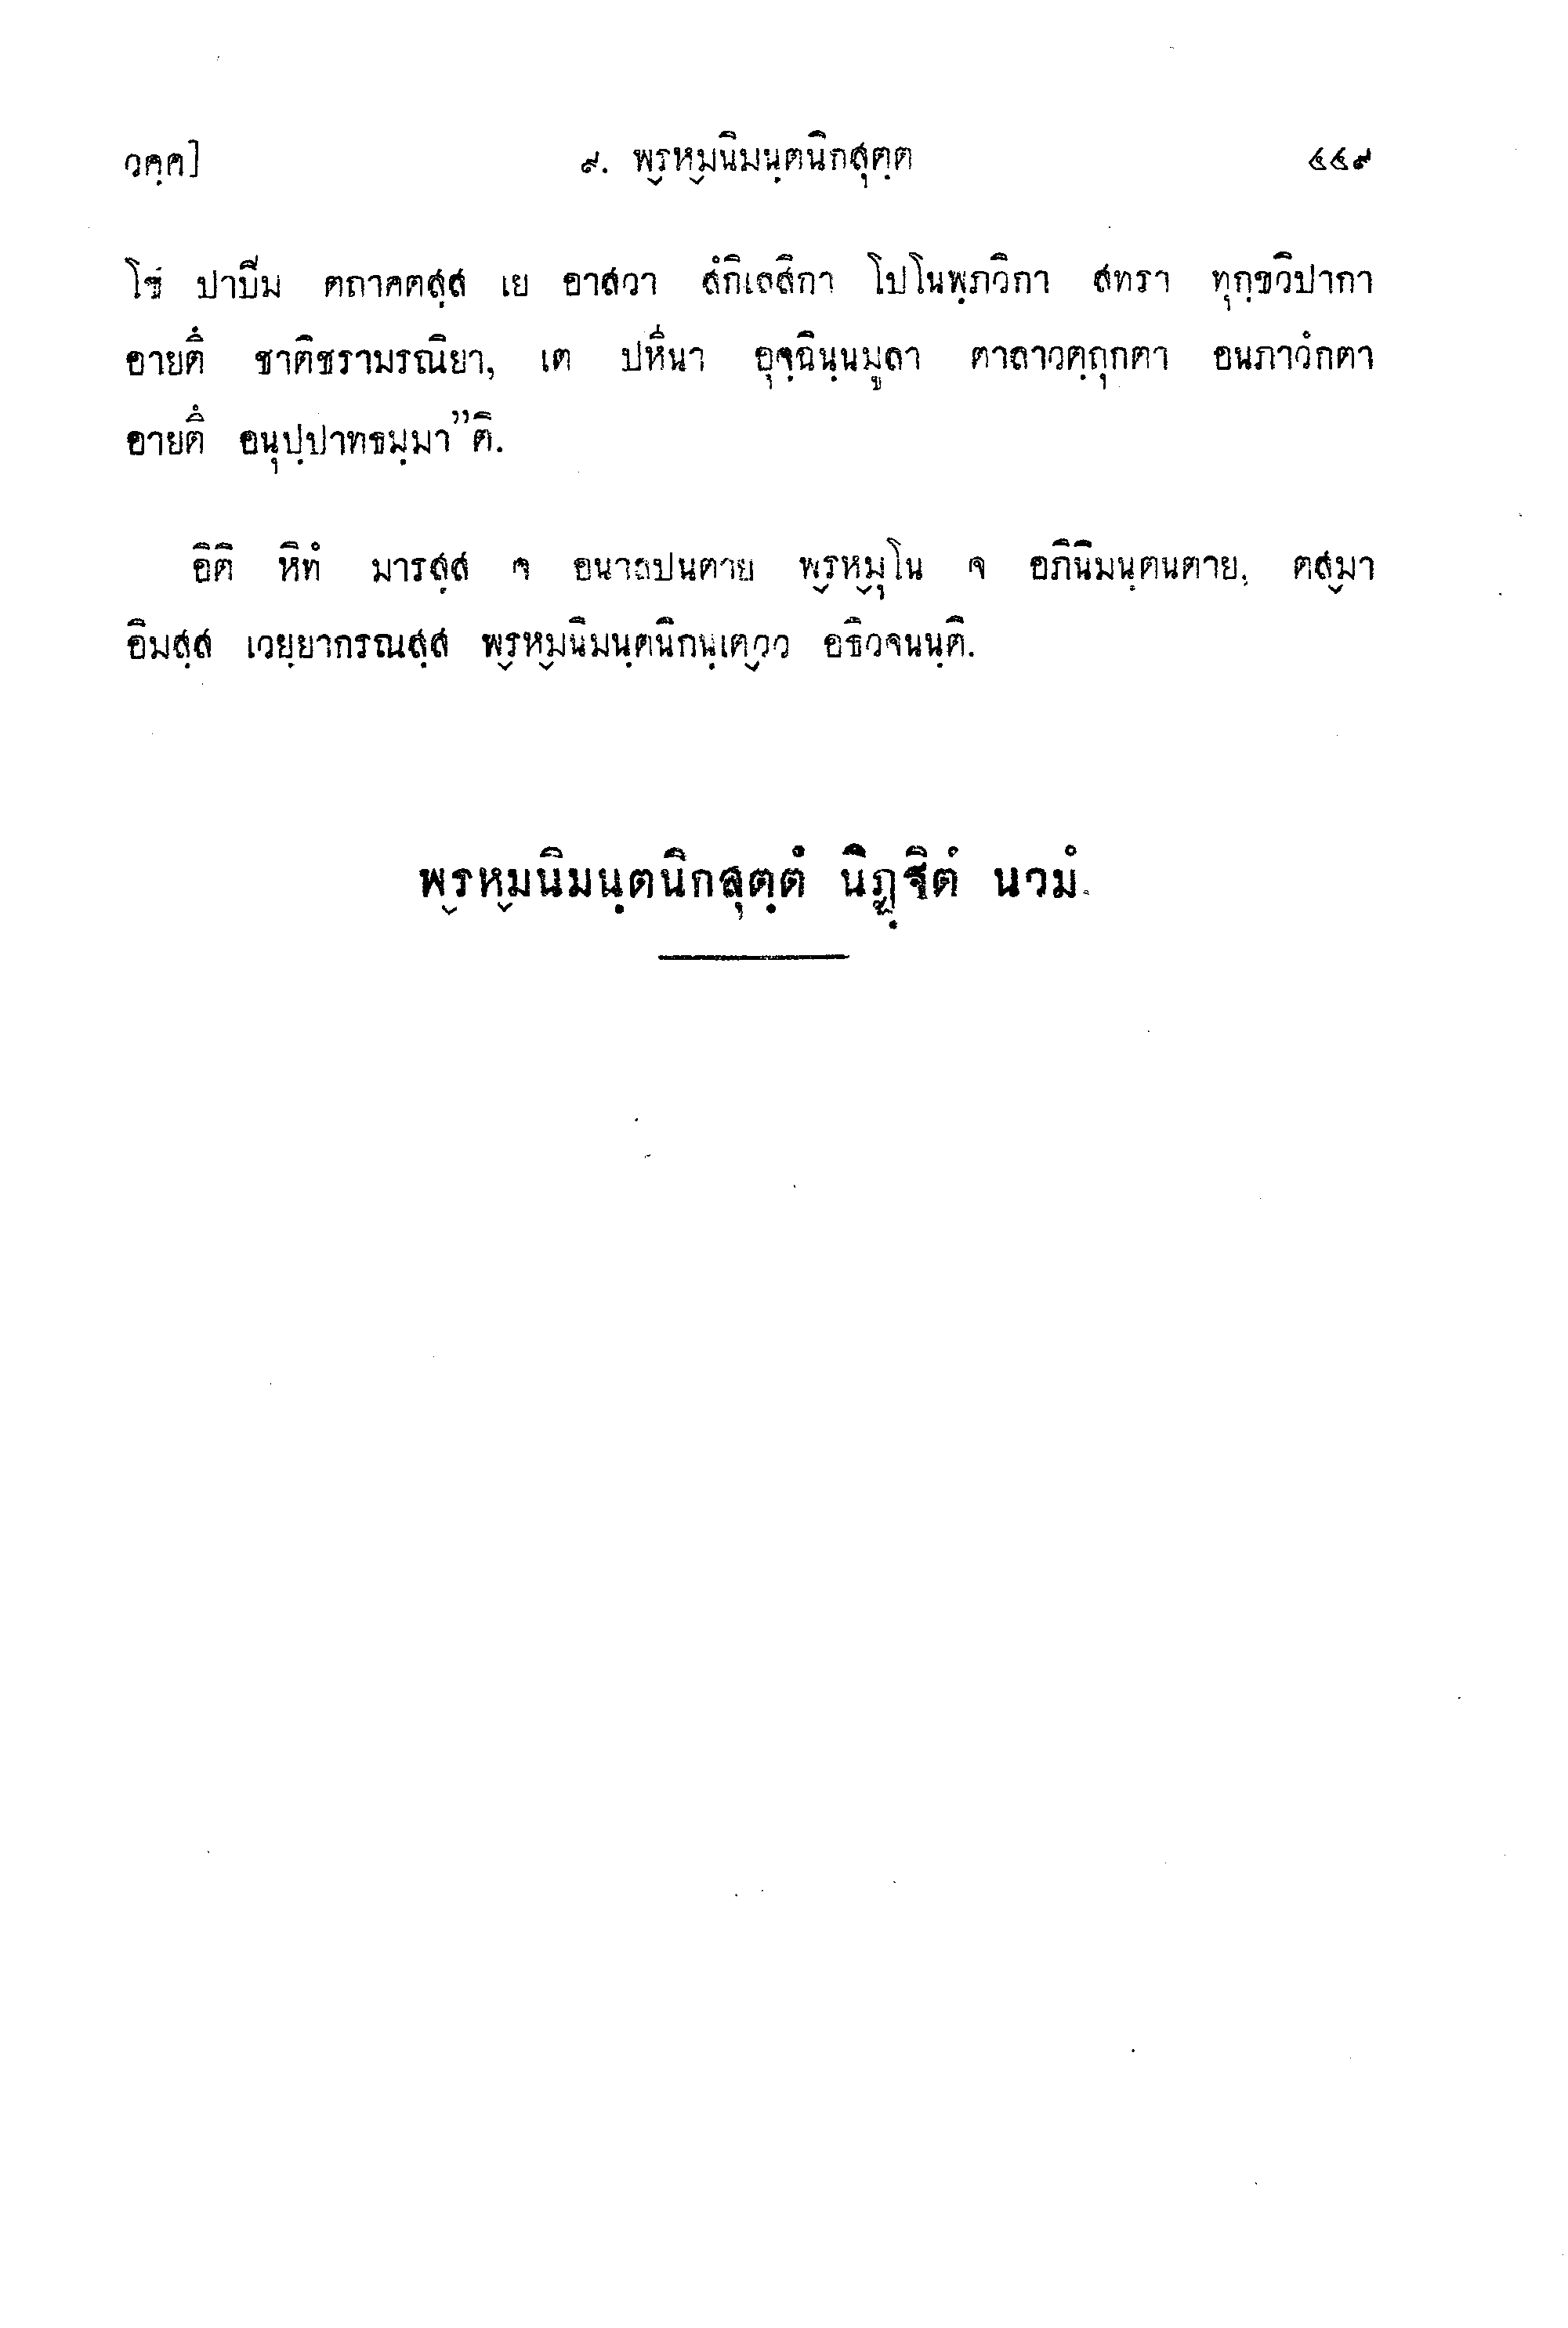 วคฺค] ๙. พ๎รห๎มนิมนฺตนิกสุตฺต ๔๔๙
โข ปาปิม ตถาคตสฺส เย อาสวา สํกิเลสิกา โปโนพฺภวิกา สทรา ทุกฺขวิปากา
อายตึ ชาติชรามรณิยา, เต ปหีนา อุจฺฉินฺนมูลา ตาลาวตฺถุกตา อนภาวํกตา
อายตึ อนุปฺปาทธมฺมา”ติ.
อิติ หิทํ มารสฺส จ อนาลปนตาย พ๎รห๎มุโน จ อภินิมนฺตนตาย, ตส๎มา
อิมสฺส เวยฺยากรณสฺส พ๎รห๎มนิมนฺตนิกนฺเต๎วว อธิวจนนฺติ.
พ๎รห๎มนิมนฺตนิกสุตฺตํ นิฏฺฐิตํ นวมํ.